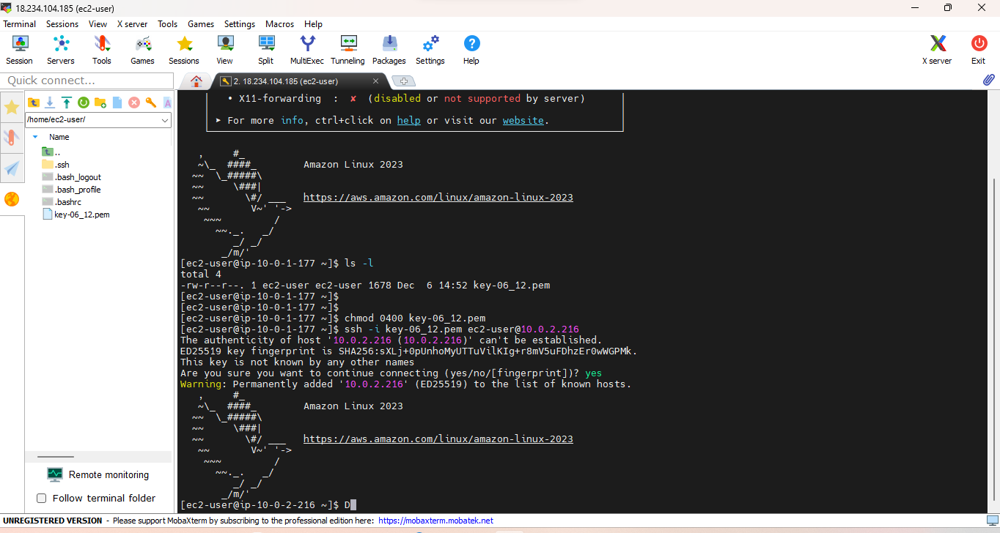 18.234.104.185 (ec2-user)
Terminal Sessions View X server Tools Games Settings Macros Help
Session Servers Tools Games Sessions View Split MultiExec Tunneling Packages Settings Help X server Exit
Quick connect...
2. 18.234.104.185 (ec2-user)
/home/ec2-user/
Name
..
.ssh
.bash_logout
.bash_profile
.bashrc
key-06_12.pem
Remote monitoring
Follow terminal folder
• X11-forwarding : ✘ (disabled or not supported by server)
➤ For more info, ctrl+click on help or visit our website.
   ,     #_
   ~\_  ####_        Amazon Linux 2023
  ~~  \_#####\
  ~~     \###|
  ~~       \#/ ___   https://aws.amazon.com/linux/amazon-linux-2023
   ~~       V~' '->
    ~~~         /
      ~~._.   _/
         _/ _/
       _/m/'
[ec2-user@ip-10-0-1-177 ~]$ ls -l
total 4
-rw-r--r--. 1 ec2-user ec2-user 1678 Dec  6 14:52 key-06_12.pem
[ec2-user@ip-10-0-1-177 ~]$
[ec2-user@ip-10-0-1-177 ~]$
[ec2-user@ip-10-0-1-177 ~]$ chmod 0400 key-06_12.pem
[ec2-user@ip-10-0-1-177 ~]$ ssh -i key-06_12.pem ec2-user@10.0.2.216
The authenticity of host '10.0.2.216 (10.0.2.216)' can't be established.
ED25519 key fingerprint is SHA256:sXLj+0pUnhoMyUTTuVilKIg+r8mV5uFDhzEr0wWGPMk.
This key is not known by any other names
Are you sure you want to continue connecting (yes/no/[fingerprint])? yes
Warning: Permanently added '10.0.2.216' (ED25519) to the list of known hosts.
   ,     #_
   ~\_  ####_        Amazon Linux 2023
  ~~  \_#####\
  ~~     \###|
  ~~       \#/ ___   https://aws.amazon.com/linux/amazon-linux-2023
   ~~       V~' '->
    ~~~         /
      ~~._.   _/
         _/ _/
       _/m/'
[ec2-user@ip-10-0-2-216 ~]$ D
UNREGISTERED VERSION - Please support MobaXterm by subscribing to the professional edition here: https://mobaxterm.mobatek.net